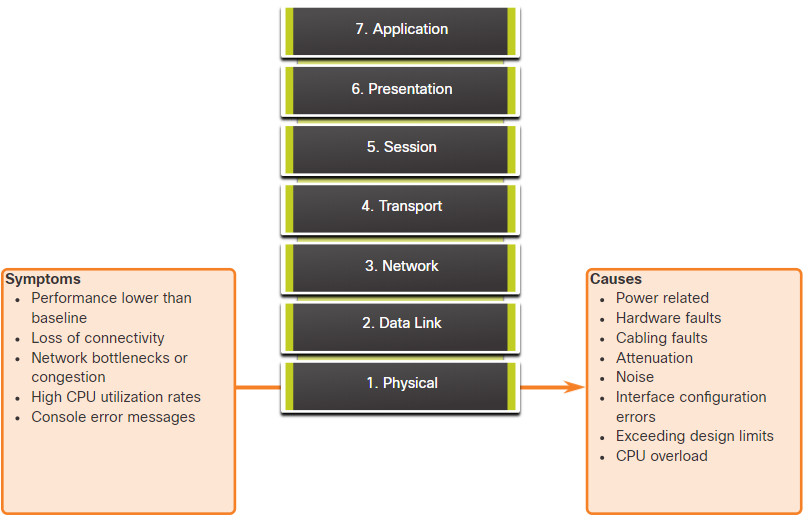 7. Application
6. Presentation
5. Session
4. Transport
3. Network
2. Data Link
1. Physical
Symptoms
• Performance lower than
baseline
• Loss of connectivity
• Network bottlenecks or
congestion
• High CPU utilization rates
• Console error messages
Causes
• Power related
• Hardware faults
• Cabling faults
• Attenuation
• Noise
• Interface configuration
errors
• Exceeding design limits
• CPU overload